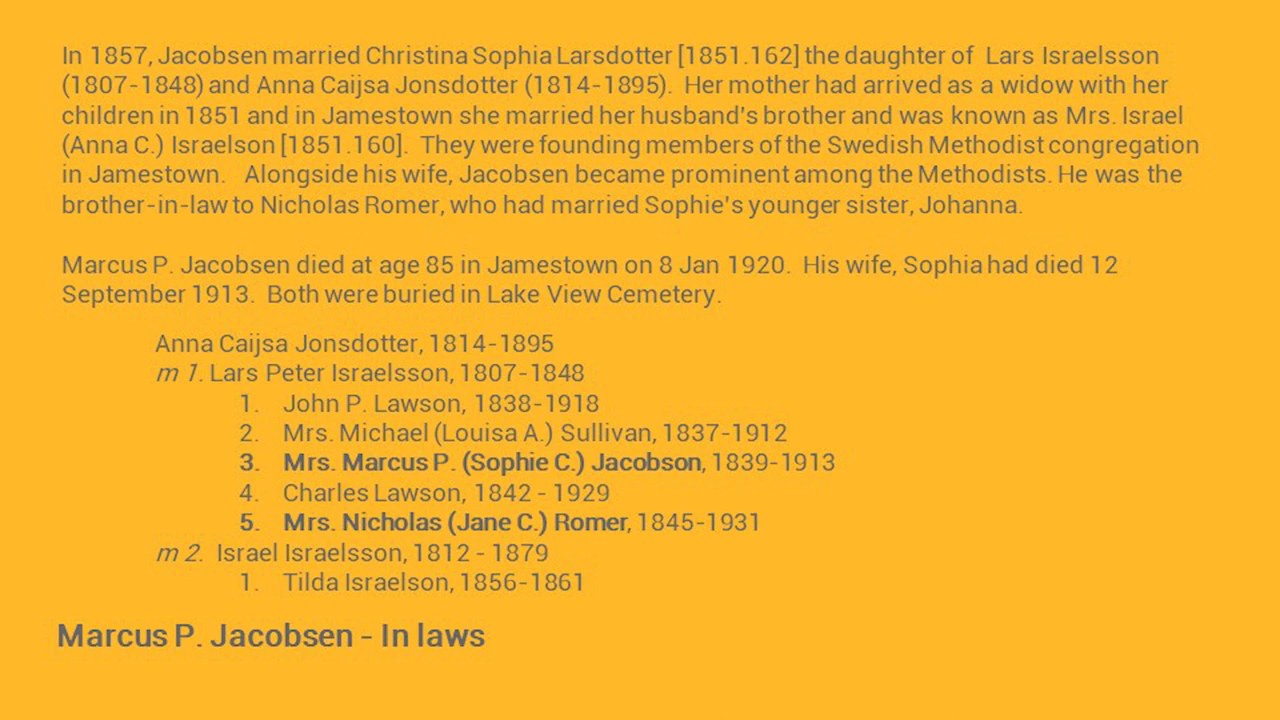 In 1857, Jacobsen married Christina Sophia Larsdotter [1851.162] the daughter of Lars Israelsson
(1807-1848) and Anna Caijsa Jonsdotter (1814-1895). Her mother had arrived as a widow with her
children in 1851 and in Jamestown she married her husband's brother and was known as Mrs. Israel
(Anna C.) Israelson [1851.160]. They were founding members of the Swedish Methodist congregation
in Jamestown. Alongside his wife, Jacobsen became prominent among the Methodists. He was the
brother-in-law to Nicholas Romer, who had married Sophie's younger sister, Johanna.
Marcus P. Jacobsen died at age 85 in Jamestown on 8 Jan 1920. His wife, Sophia had died 12
September 1913. Both were buried in Lake View Cemetery.
Anna Caijsa Jonsdotter, 1814-1895
m 1. Lars Peter Israelsson, 1807-1848
1. John P. Lawson, 1838-1918
2. Mrs. Michael (Louisa A.) Sullivan, 1837-1912
3. Mrs. Marcus P. (Sophie C.) Jacobson, 1839-1913
4. Charles Lawson, 1842 - 1929
5. Mrs. Nicholas (Jane C.) Romer, 1845-1931
m 2. Israel Israelsson, 1812 - 1879
1. Tilda Israelson, 1856-1861
Marcus P. Jacobsen - In laws